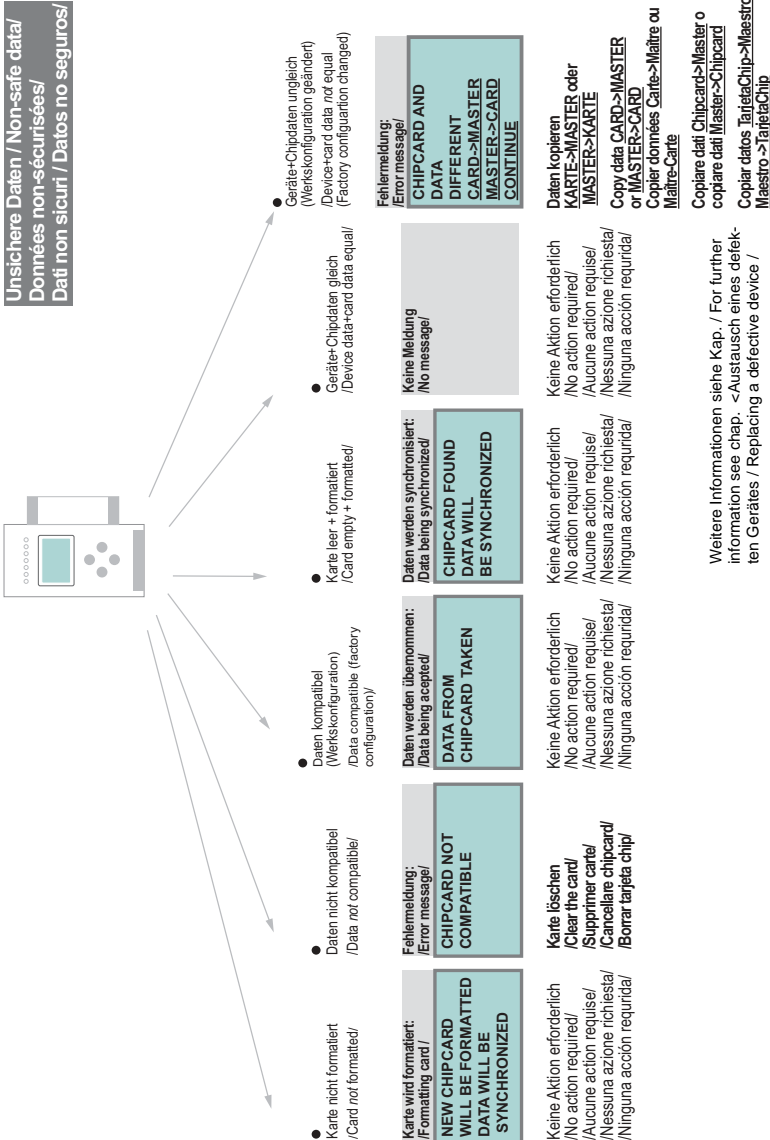 Unsichere Daten / Non-safe data/
Données non-sécurisées/
Dati non sicuri / Datos no seguros/
Karte nicht formatiert
/Card not formatted/
Karte wird formatiert:
/Formatting card /
NEW CHIPCARD
WILL BE FORMATTED
DATA WILL BE
SYNCHRONIZED
Keine Aktion erforderlich
/No action required/
/Aucune action requise/
/Nessuna azione richiesta/
/Ninguna acción requrida/
Daten nicht kompatibel
/Data not compatible/
Fehlermeldung:
/Error message/
CHIPCARD NOT
COMPATIBLE
Karte löschen
/Clear the card/
/Supprimer carte/
/Cancellare chipcard/
/Borrar tarjeta chip/
Daten kompatibel
(Werkskonfiguration)
/Data compatible (factory
configuration)/
Daten werden übernommen:
/Data being acepted/
DATA FROM
CHIPCARD TAKEN
Keine Aktion erforderlich
/No action required/
/Aucune action requise/
/Nessuna azione richiesta/
/Ninguna acción requrida/
Karte leer + formatiert
/Card empty + formatted/
Daten werden synchronisiert:
/Data being synchronized/
CHIPCARD FOUND
DATA WILL
BE SYNCHRONIZED
Keine Aktion erforderlich
/No action required/
/Aucune action requise/
/Nessuna azione richiesta/
/Ninguna acción requrida/
Geräte+Chipdaten gleich
/Device data+card data equal/
Keine Meldung
/No message/
Keine Aktion erforderlich
/No action required/
/Aucune action requise/
/Nessuna azione richiesta/
/Ninguna acción requrida/
Geräte+Chipdaten ungleich
(Werkskonfiguration geändert)
/Device+card data not equal
(Factory configuartion changed)
Fehlermeldung:
/Error message/
CHIPCARD AND
DATA
DIFFERENT
CARD->MASTER
MASTER->CARD
CONTINUE
Daten kopieren
KARTE->MASTER oder
MASTER->KARTE
Copy data CARD->MASTER
or MASTER->CARD
Copier données Carte->Maître ou
Maître-Carte
Copiare dati Chipcard->Master o
copiare dati Master->Chipcard
Copiar datos TarjetaChip->Maestro
Maestro ->TarjetaChip
Weitere Informationen siehe Kap. / For further
information see chap. <Austausch eines defek-
ten Gerätes / Replacing a defective device /